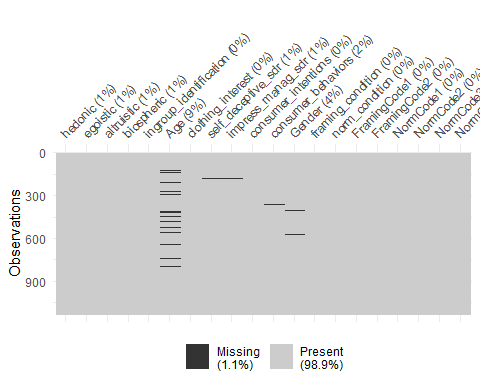 hedonic (1%)
egoistic (1%)
altruistic (1%)
biospheric (1%)
ingroup_identification (0%)
Age (9%)
clothing_interest (0%)
self_deceptive_sdr (1%)
impress_manag_sdr (1%)
consumer_intentions (0%)
consumer_behaviors (2%)
Gender (4%)
framing_condition (0%)
norm_condition (0%)
FramingCode1 (0%)
FramingCode2 (0%)
NormCode1 (0%)
NormCode2 (0%)
NormCode3
Norm
0
300
600
900
Observations
Missing
(1.1%)
Present
(98.9%)